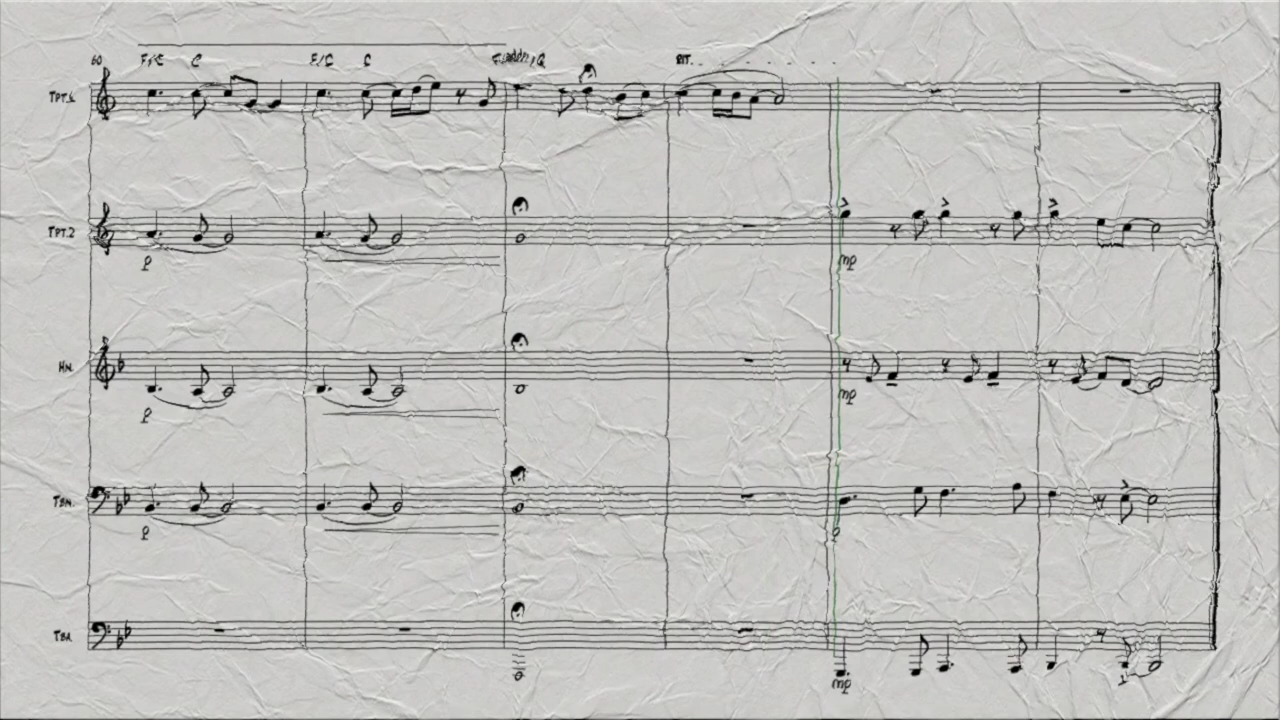 60 F/C C F/C C
RIT.
TPT.1
TPT.2
p
mp
HN.
p
mp
TBN.
p
TBA.
mp